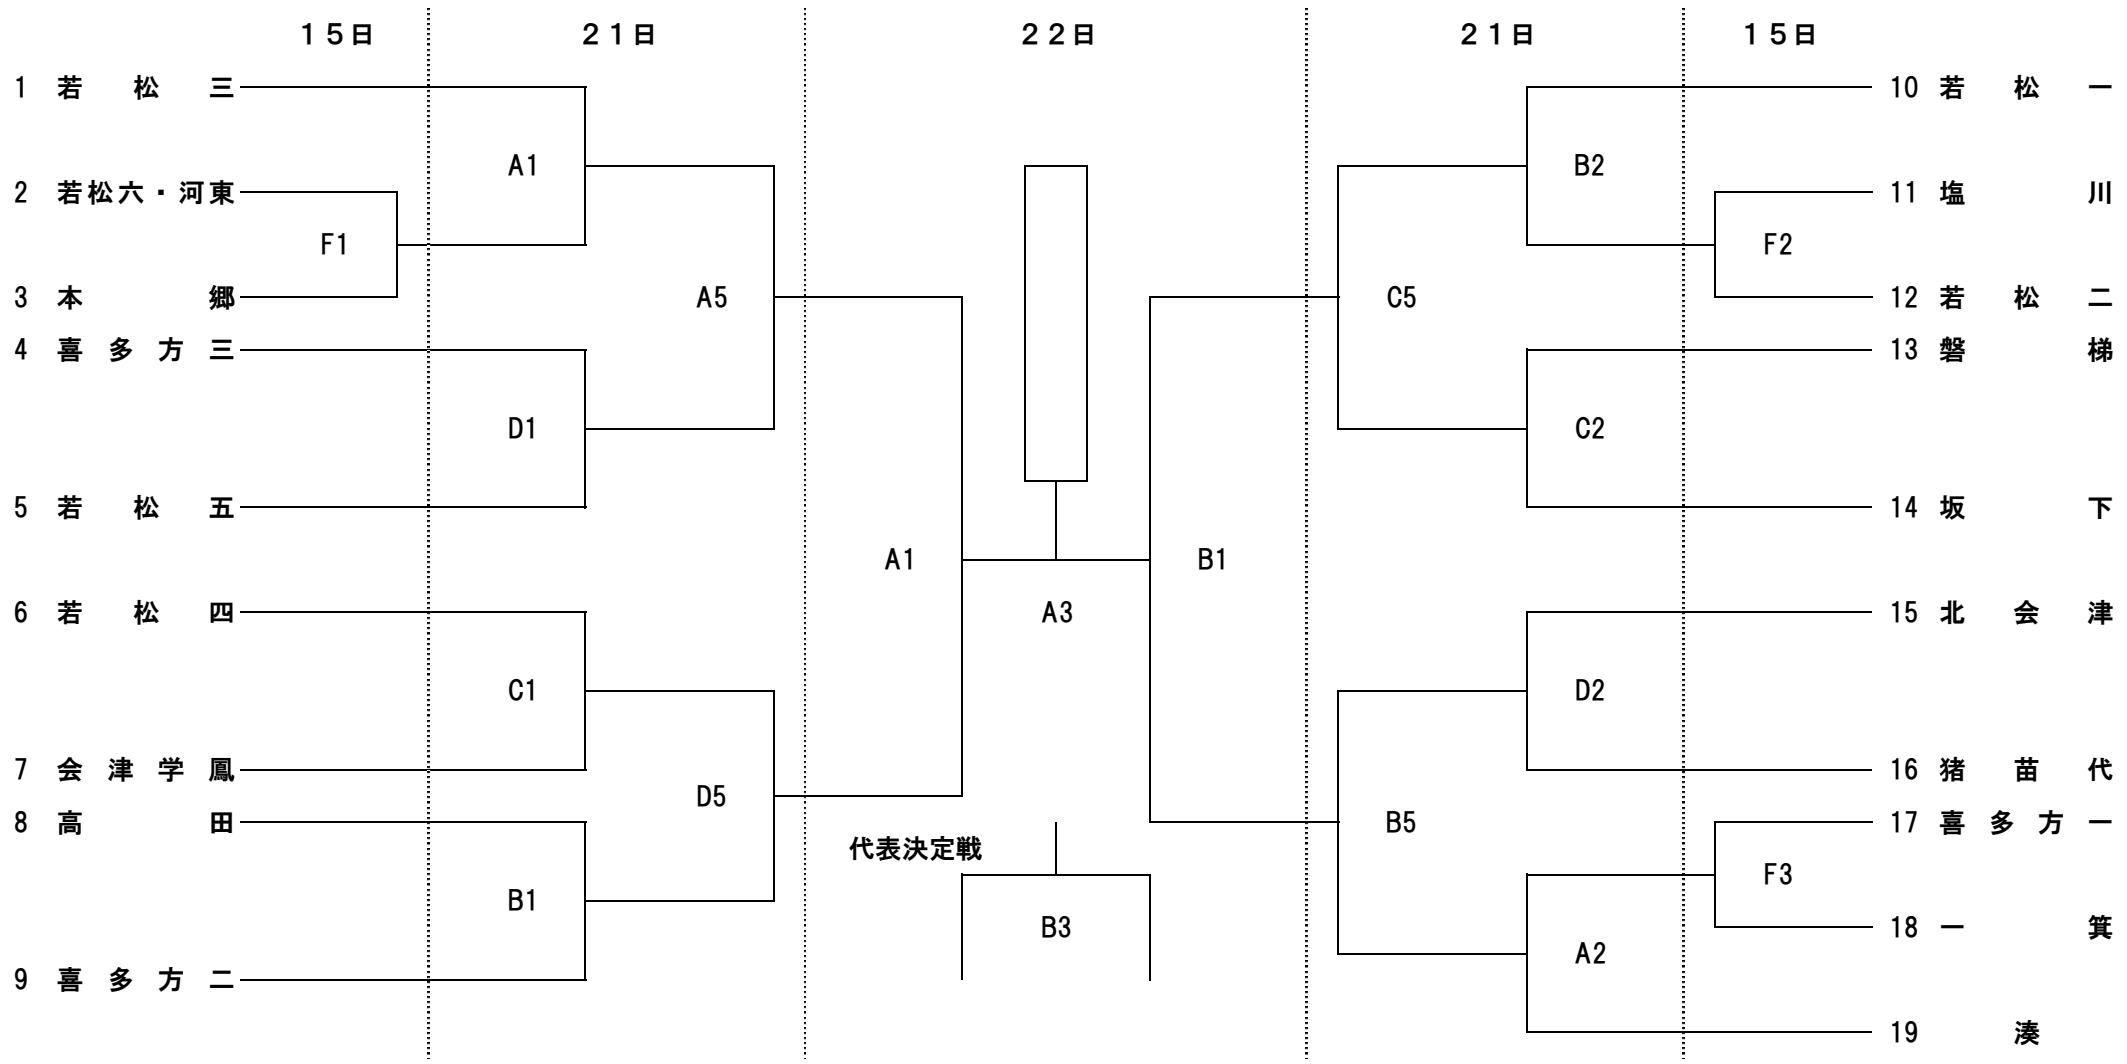 １５日 ２１日 ２２日 ２１日 １５日
1 若松三 10 若松一
A1 B2
2 若松六・河東 11 塩川
F1 F2
3 本郷 A5 C5 12 若松二
4 喜多方三 13 磐梯
D1 C2
5 若松五 14 坂下
A1 B1
6 若松四 A3 15 北会津
C1 D2
7 会津学鳳 16 猪苗代
D5
8 高田 B5 17 喜多方一
代表決定戦
F3
B1
B3 18 一箕
A2
9 喜多方二
19 湊